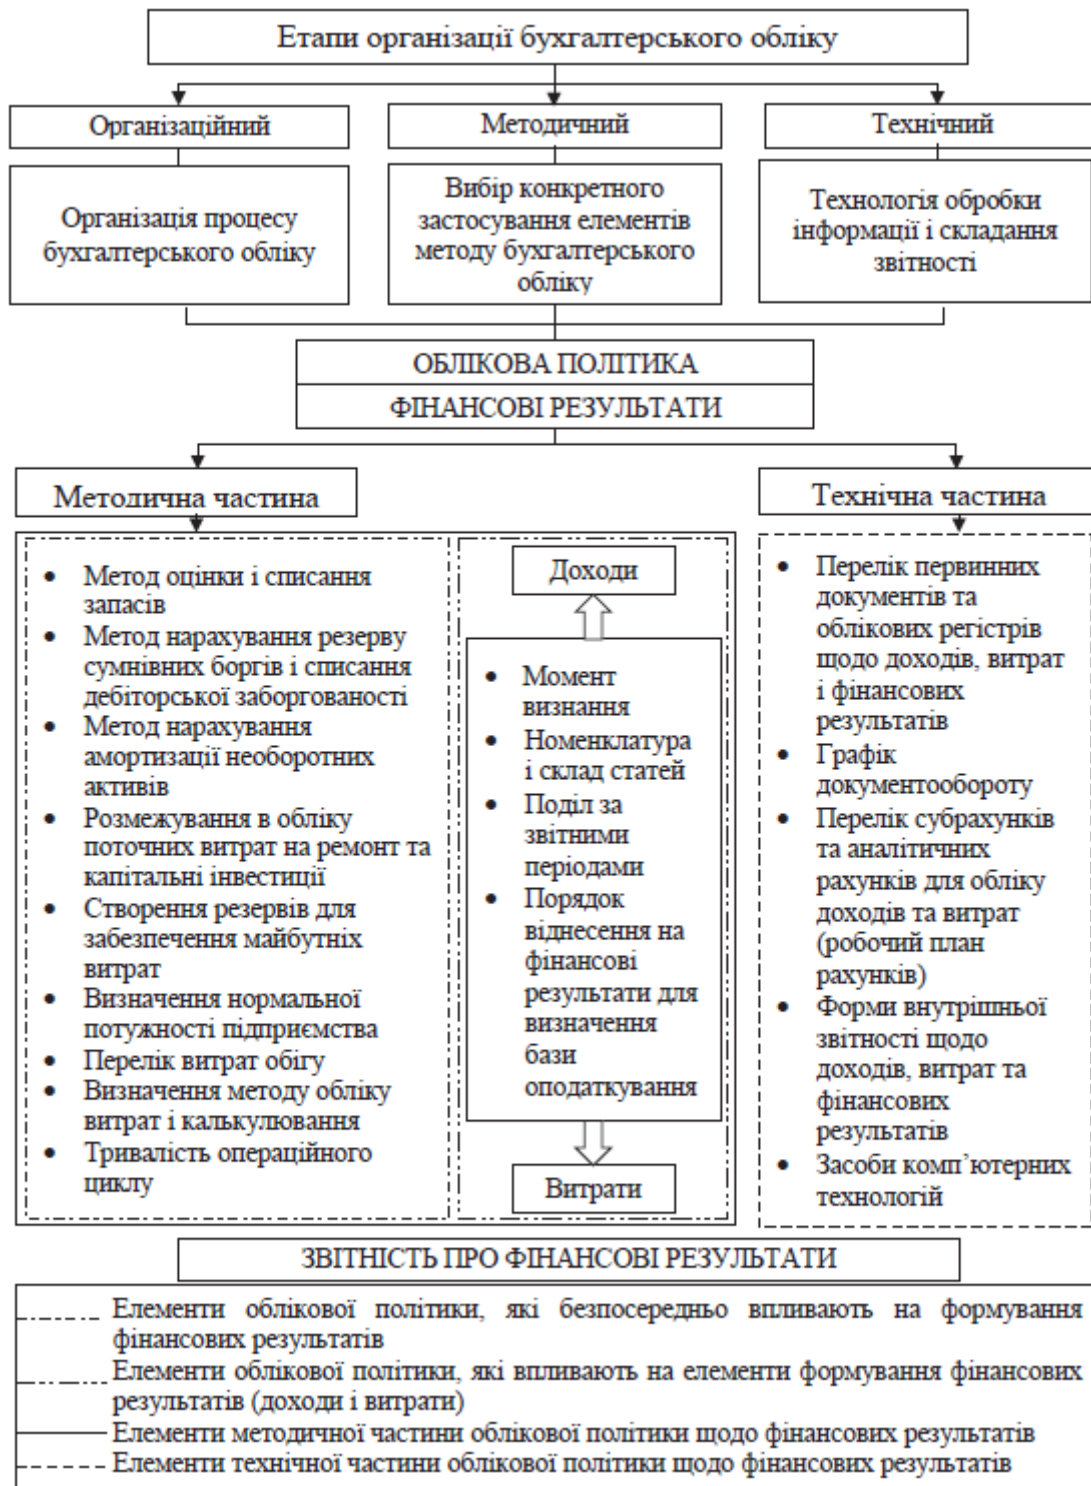 Етапи організації бухгалтерського обліку
Організаційний
Методичний
Технічний
Організація процесу
бухгалтерського обліку
Вибір конкретного
застосування елементів
методу бухгалтерського
обліку
Технологія обробки
інформації і складання
звітності
ОБЛІКОВА ПОЛІТИКА
ФІНАНСОВІ РЕЗУЛЬТАТИ
Методична частина
Технічна частина
• Метод оцінки і списання
запасів
• Метод нарахування резерву
сумнівних боргів і списання
дебіторської заборгованості
• Метод нарахування
амортизації необоротних
активів
• Розмежування в обліку
поточних витрат на ремонт та
капітальні інвестиції
• Створення резервів для
забезпечення майбутніх
витрат
• Визначення нормальної
потужності підприємства
• Перелік витрат обігу
• Визначення методу обліку
витрат і калькулювання
• Тривалість операційного
циклу
Доходи
• Момент
визнання
• Номенклатура
і склад статей
• Поділ за
звітними
періодами
• Порядок
віднесення на
фінансові
результати для
визначення
бази
оподаткування
Витрати
• Перелік первинних
документів та
облікових регістрів
щодо доходів, витрат
і фінансових
результатів
• Графік
документообороту
• Перелік субрахунків
та аналітичних
рахунків для обліку
доходів та витрат
(робочий план
рахунків)
• Форми внутрішньої
звітності щодо
доходів, витрат та
фінансових
результатів
• Засоби комп’ютерних
технологій
ЗВІТНІСТЬ ПРО ФІНАНСОВІ РЕЗУЛЬТАТИ
Елементи облікової політики, які безпосередньо впливають на формування
фінансових результатів
Елементи облікової політики, які впливають на елементи формування фінансових
результатів (доходи і витрати)
Елементи методичної частини облікової політики щодо фінансових результатів
Елементи технічної частини облікової політики щодо фінансових результатів